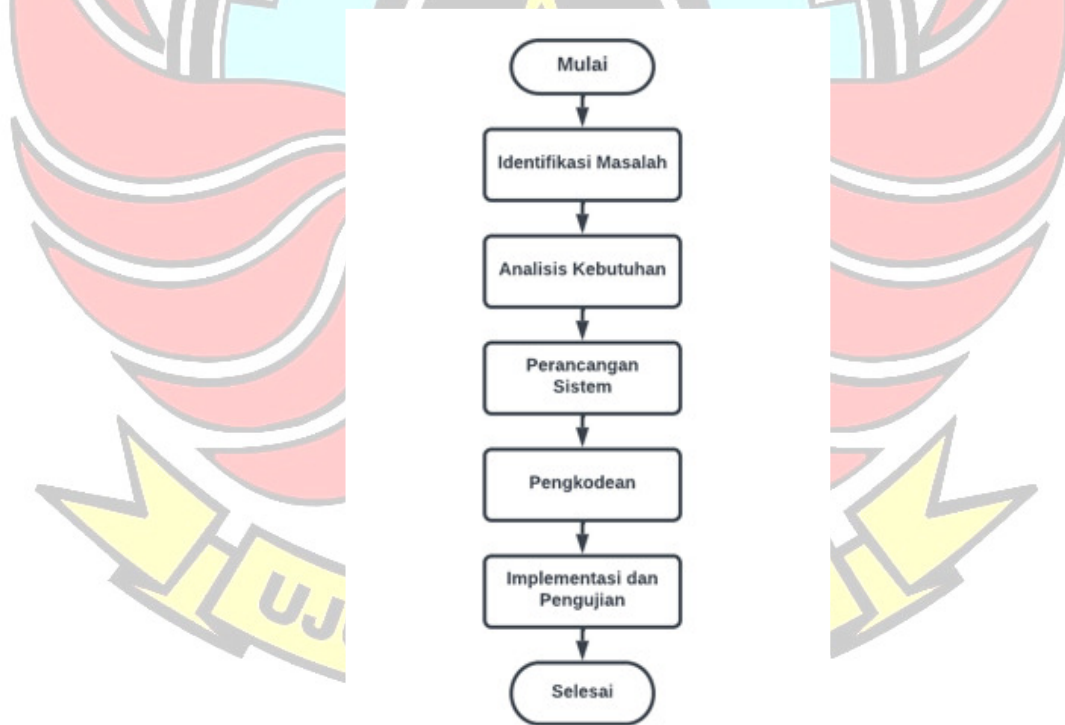 Mulai
Identifikasi Masalah
Analisis Kebutuhan
Perancangan
Sistem
Pengkodean
Implementasi dan
Pengujian
Selesai